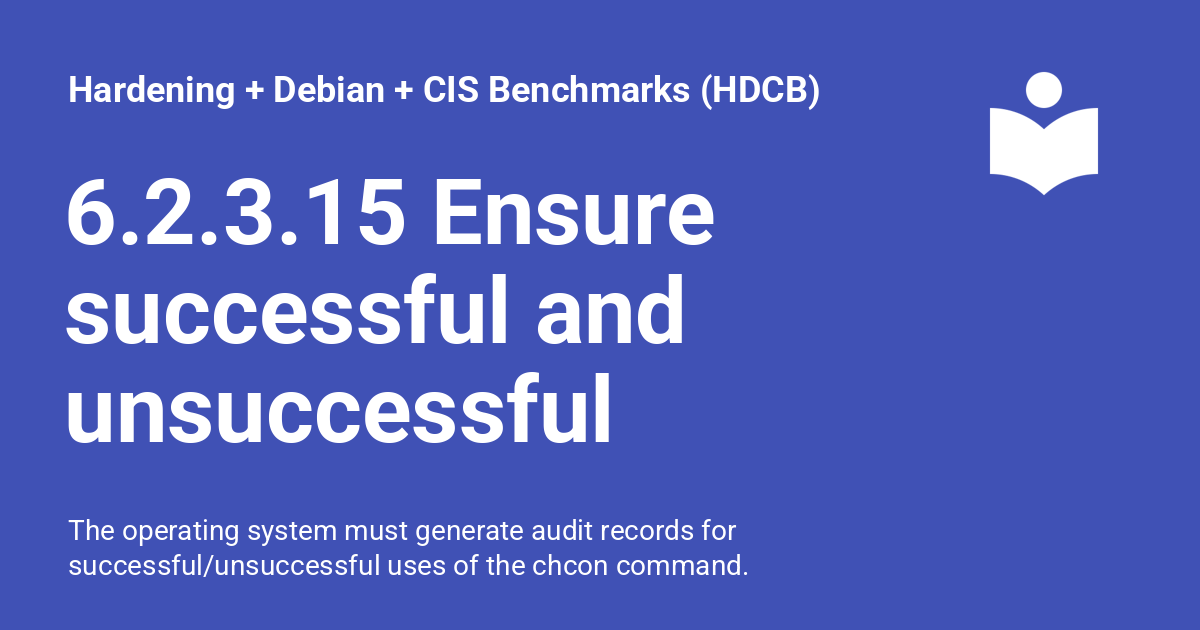 Hardening + Debian + CIS Benchmarks (HDCB)
6.2.3.15 Ensure
successful and
unsuccessful
The operating system must generate audit records for
successful/unsuccessful uses of the chcon command.